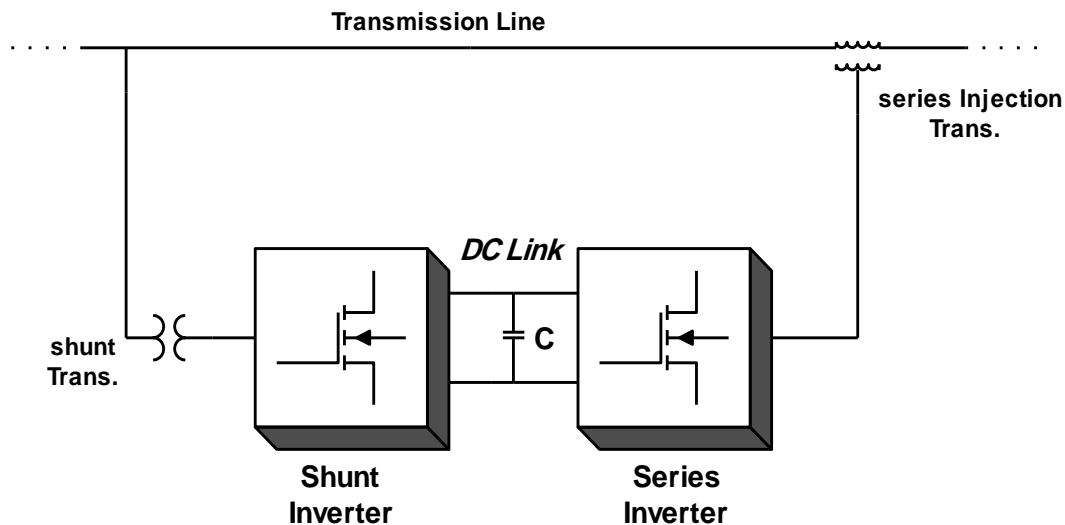 Transmission Line
series Injection
Trans.
DC Link
C
shunt
Trans.
Shunt
Inverter
Series
Inverter